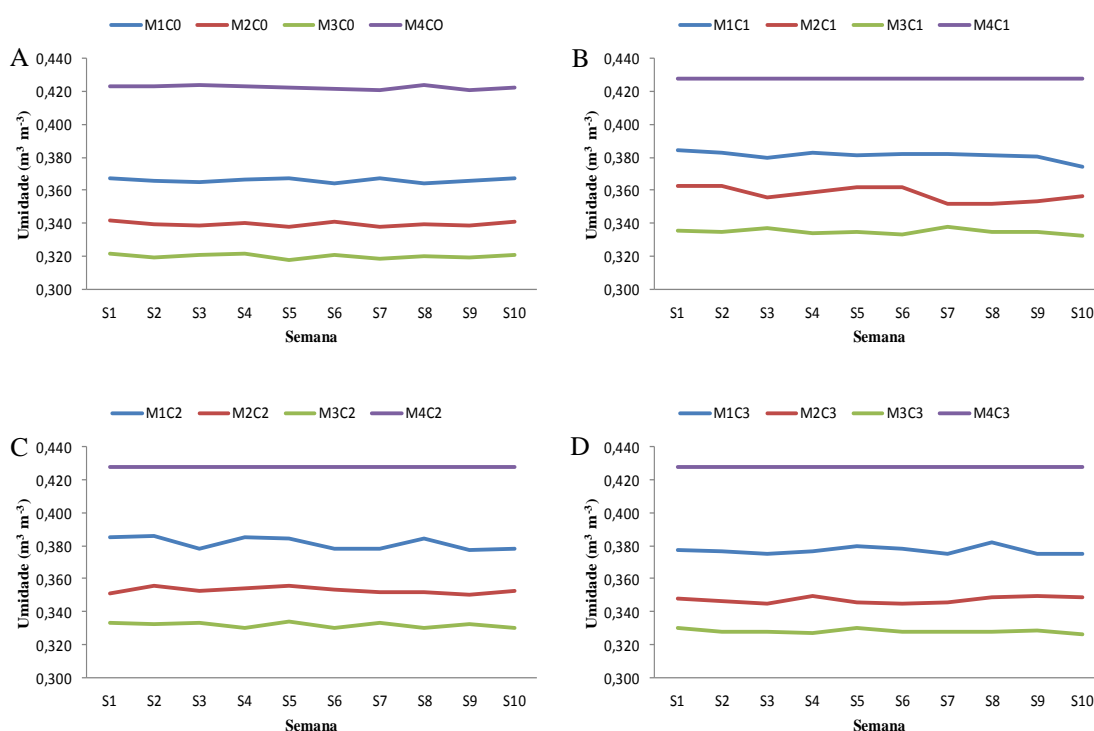 M1C0 M2C0 M3C0 M4CO
A
Umidade (m³ m⁻³)
0,440
0,420
0,400
0,380
0,360
0,340
0,320
0,300
S1 S2 S3 S4 S5 S6 S7 S8 S9 S10
Semana
M1C1 M2C1 M3C1 M4C1
B
Umidade (m³ m⁻³)
0,440
0,420
0,400
0,380
0,360
0,340
0,320
0,300
S1 S2 S3 S4 S5 S6 S7 S8 S9 S10
Semana
M1C2 M2C2 M3C2 M4C2
C
Umidade (m³ m⁻³)
0,440
0,420
0,400
0,380
0,360
0,340
0,320
0,300
S1 S2 S3 S4 S5 S6 S7 S8 S9 S10
Semana
M1C3 M2C3 M3C3 M4C3
D
Umidade (m³ m⁻³)
0,440
0,420
0,400
0,380
0,360
0,340
0,320
0,300
S1 S2 S3 S4 S5 S6 S7 S8 S9 S10
Semana